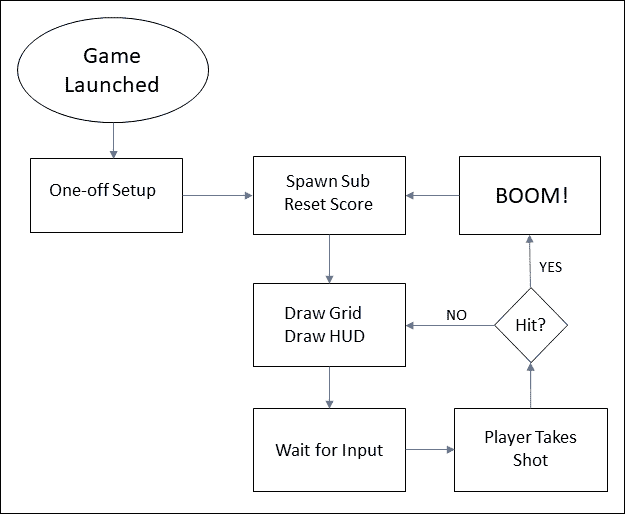 Game
Launched
One-off Setup
Spawn Sub
Reset Score
BOOM!
YES
Draw Grid
Draw HUD
NO
Hit?
Wait for Input
Player Takes
Shot